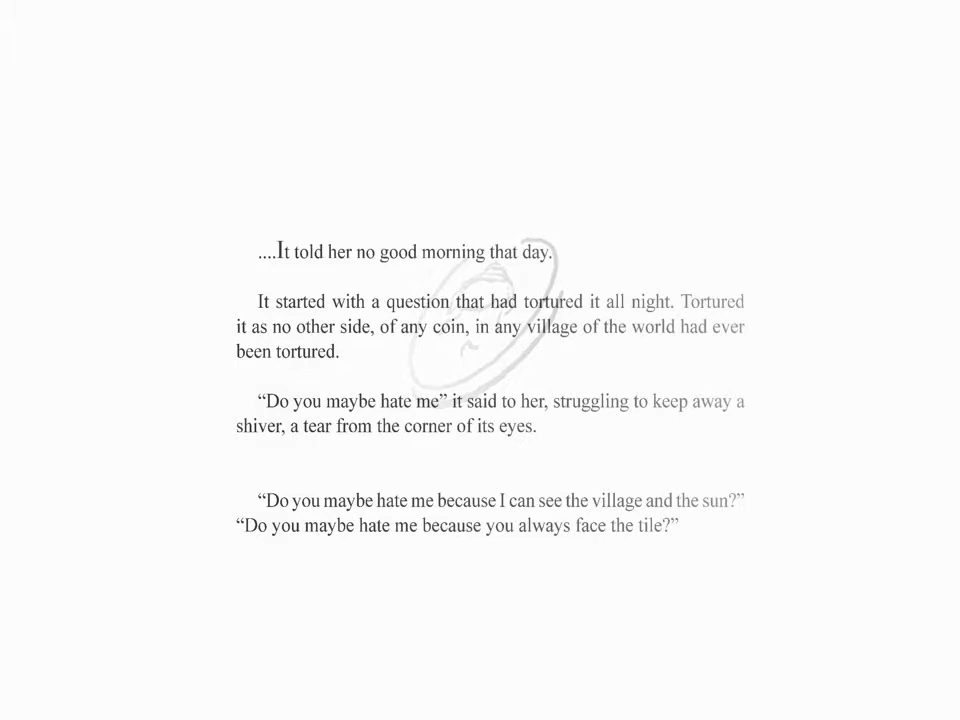 ....It told her no good morning that day.
It started with a question that had tortured it all night. Tortured
it as no other side, of any coin, in any village of the world had ever
been tortured.
“Do you maybe hate me” it said to her, struggling to keep away a
shiver, a tear from the corner of its eyes.
“Do you maybe hate me because I can see the village and the sun?”
“Do you maybe hate me because you always face the tile?”